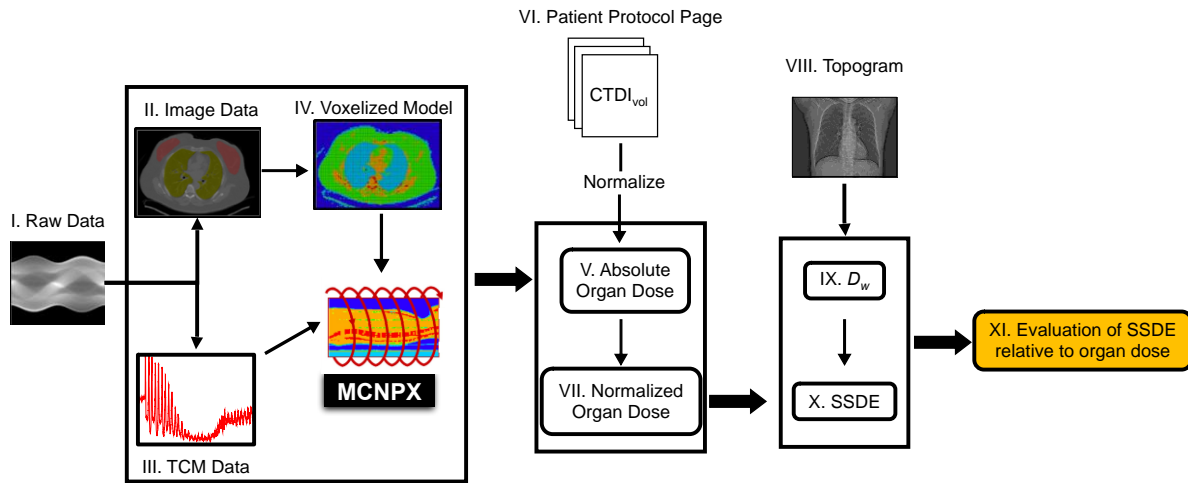 VI. Patient Protocol Page
CTDIvol
VIII. Topogram
II. Image Data
IV. Voxelized Model
Normalize
I. Raw Data
V. Absolute
Organ Dose
IX. Dw
XI. Evaluation of SSDE
relative to organ dose
MCNPX
VII. Normalized
Organ Dose
X. SSDE
III. TCM Data